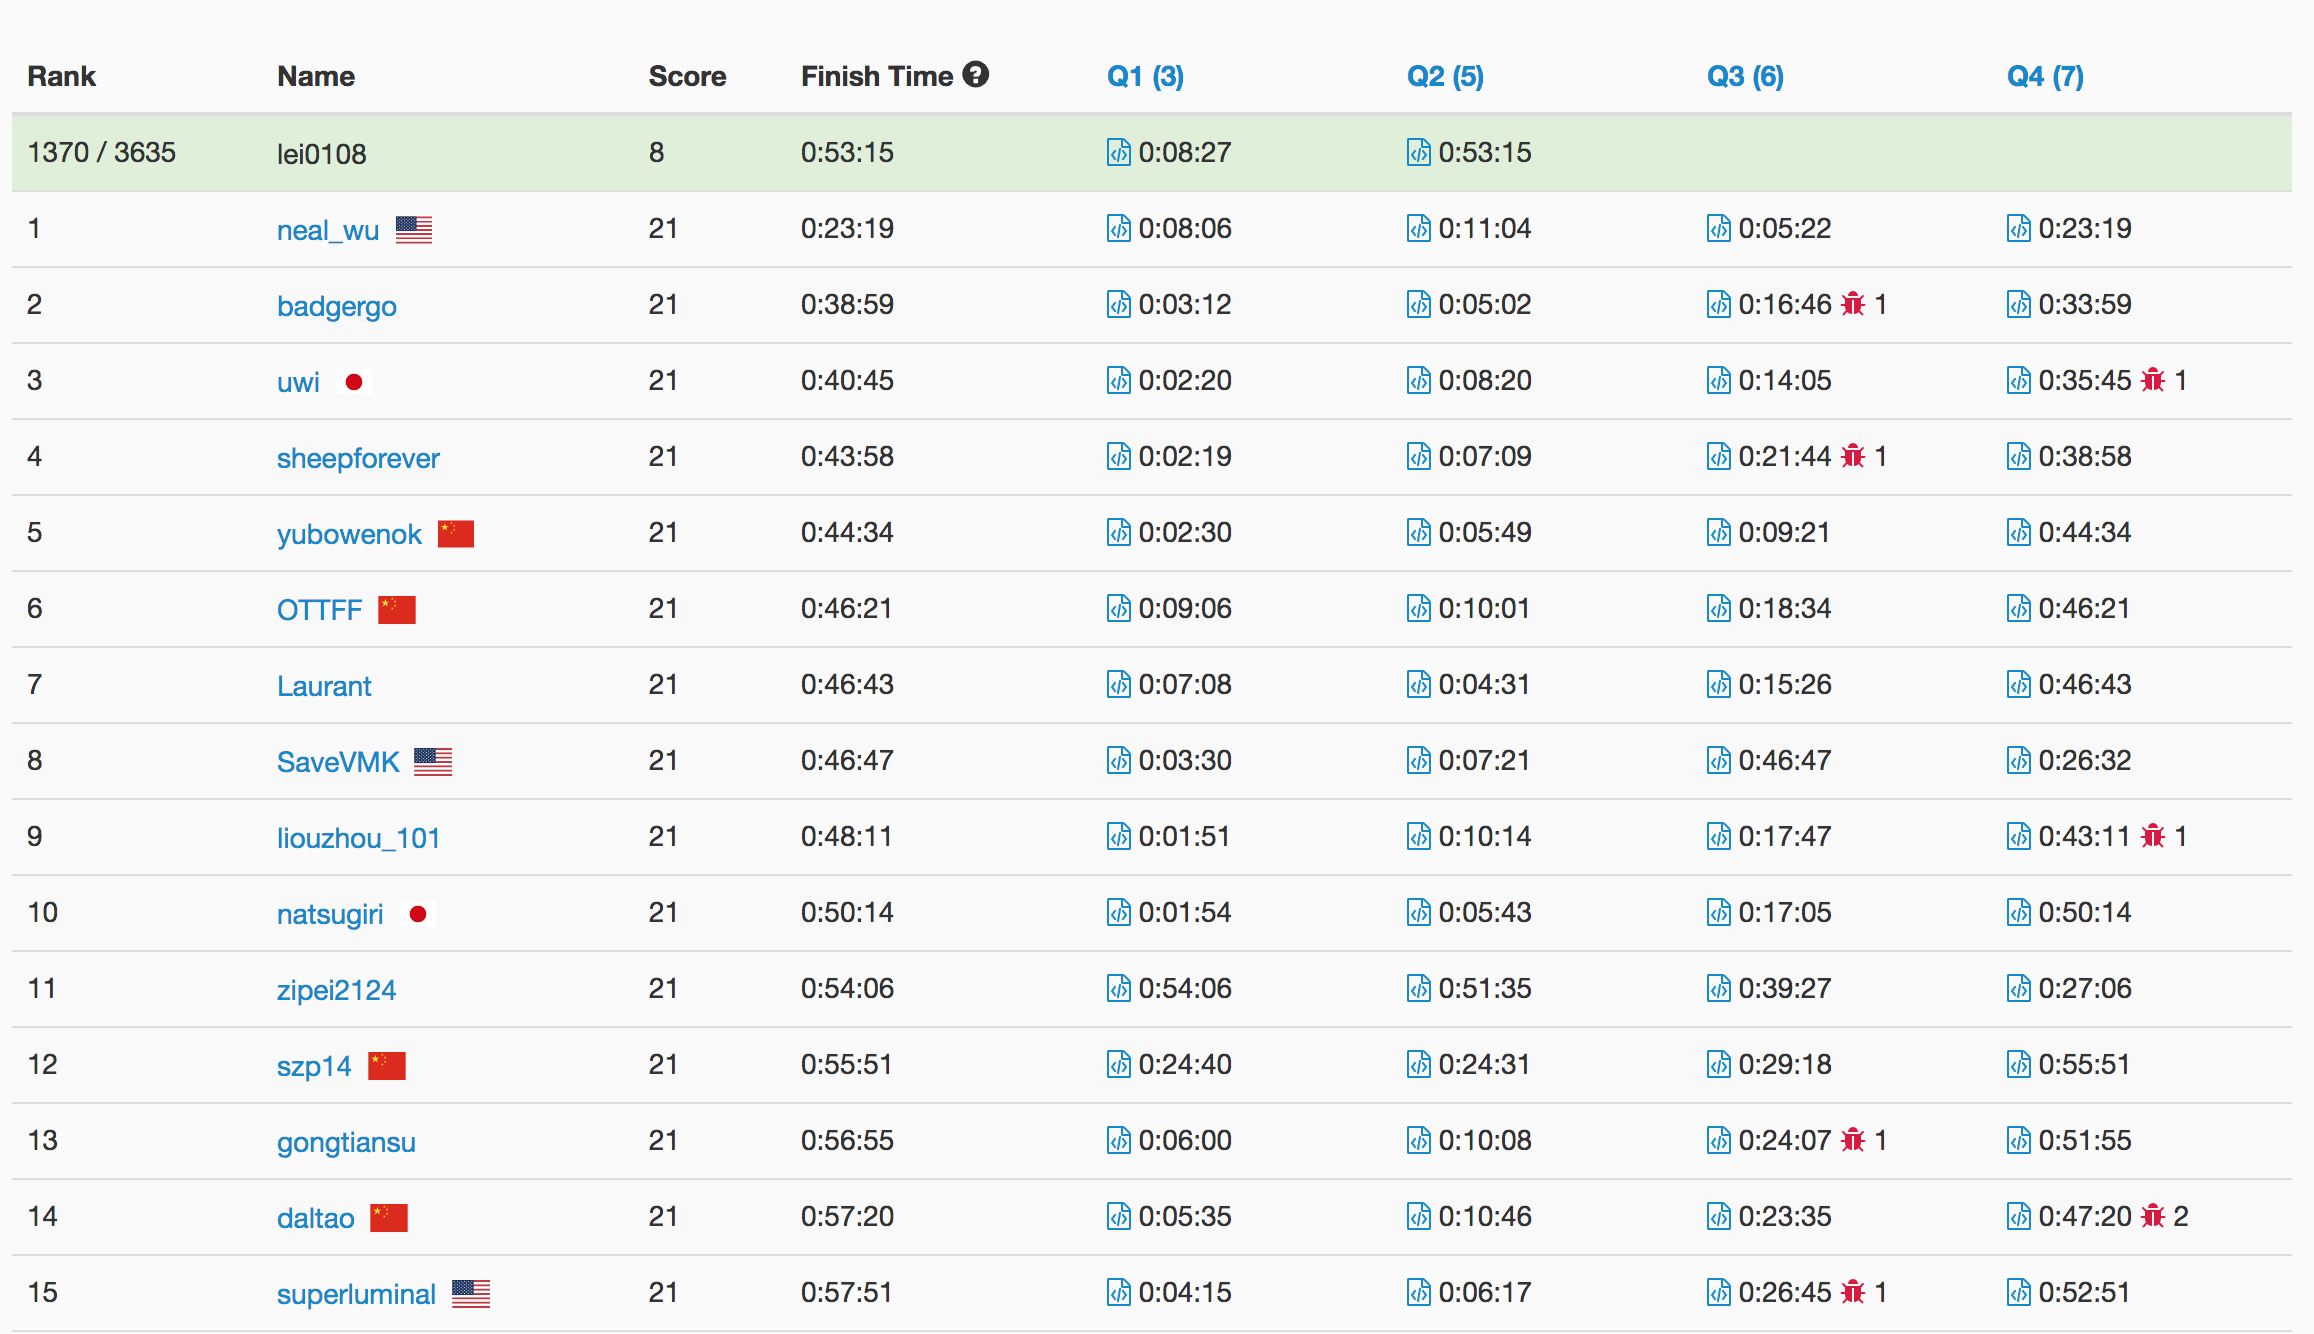 Rank Name Score Finish Time ? Q1 (3) Q2 (5) Q3 (6) Q4 (7)
1370 / 3635 lei0108 8 0:53:15 0:08:27 0:53:15
1 neal_wu 21 0:23:19 0:08:06 0:11:04 0:05:22 0:23:19
2 badgergo 21 0:38:59 0:03:12 0:05:02 0:16:46 1 0:33:59
3 uwi 21 0:40:45 0:02:20 0:08:20 0:14:05 0:35:45 1
4 sheepforever 21 0:43:58 0:02:19 0:07:09 0:21:44 1 0:38:58
5 yubowenok 21 0:44:34 0:02:30 0:05:49 0:09:21 0:44:34
6 OTTFF 21 0:46:21 0:09:06 0:10:01 0:18:34 0:46:21
7 Laurant 21 0:46:43 0:07:08 0:04:31 0:15:26 0:46:43
8 SaveVMK 21 0:46:47 0:03:30 0:07:21 0:46:47 0:26:32
9 liouzhou_101 21 0:48:11 0:01:51 0:10:14 0:17:47 0:43:11 1
10 natsugiri 21 0:50:14 0:01:54 0:05:43 0:17:05 0:50:14
11 zipei2124 21 0:54:06 0:54:06 0:51:35 0:39:27 0:27:06
12 szp14 21 0:55:51 0:24:40 0:24:31 0:29:18 0:55:51
13 gongtiansu 21 0:56:55 0:06:00 0:10:08 0:24:07 1 0:51:55
14 daltao 21 0:57:20 0:05:35 0:10:46 0:23:35 0:47:20 2
15 superluminal 21 0:57:51 0:04:15 0:06:17 0:26:45 1 0:52:51